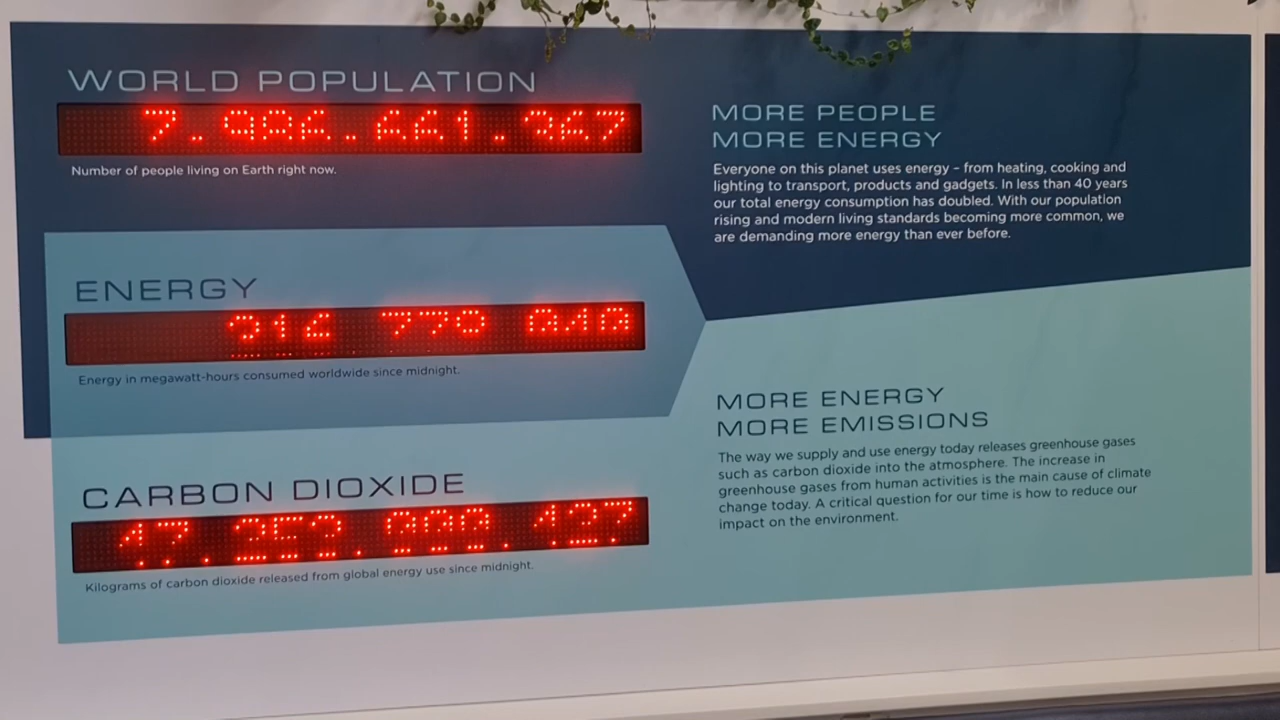 WORLD POPULATION
Number of people living on Earth right now.
ENERGY
Energy in megawatt-hours consumed worldwide since midnight.
CARBON DIOXIDE
Kilograms of carbon dioxide released from global energy use since midnight.
MORE PEOPLE
MORE ENERGY
Everyone on this planet uses energy – from heating, cooking and
lighting to transport, products and gadgets. In less than 40 years
our total energy consumption has doubled. With our population
rising and modern living standards becoming more common, we
are demanding more energy than ever before.
MORE ENERGY
MORE EMISSIONS
The way we supply and use energy today releases greenhouse gases
such as carbon dioxide into the atmosphere. The increase in
greenhouse gases from human activities is the main cause of climate
change today. A critical question for our time is how to reduce our
impact on the environment.